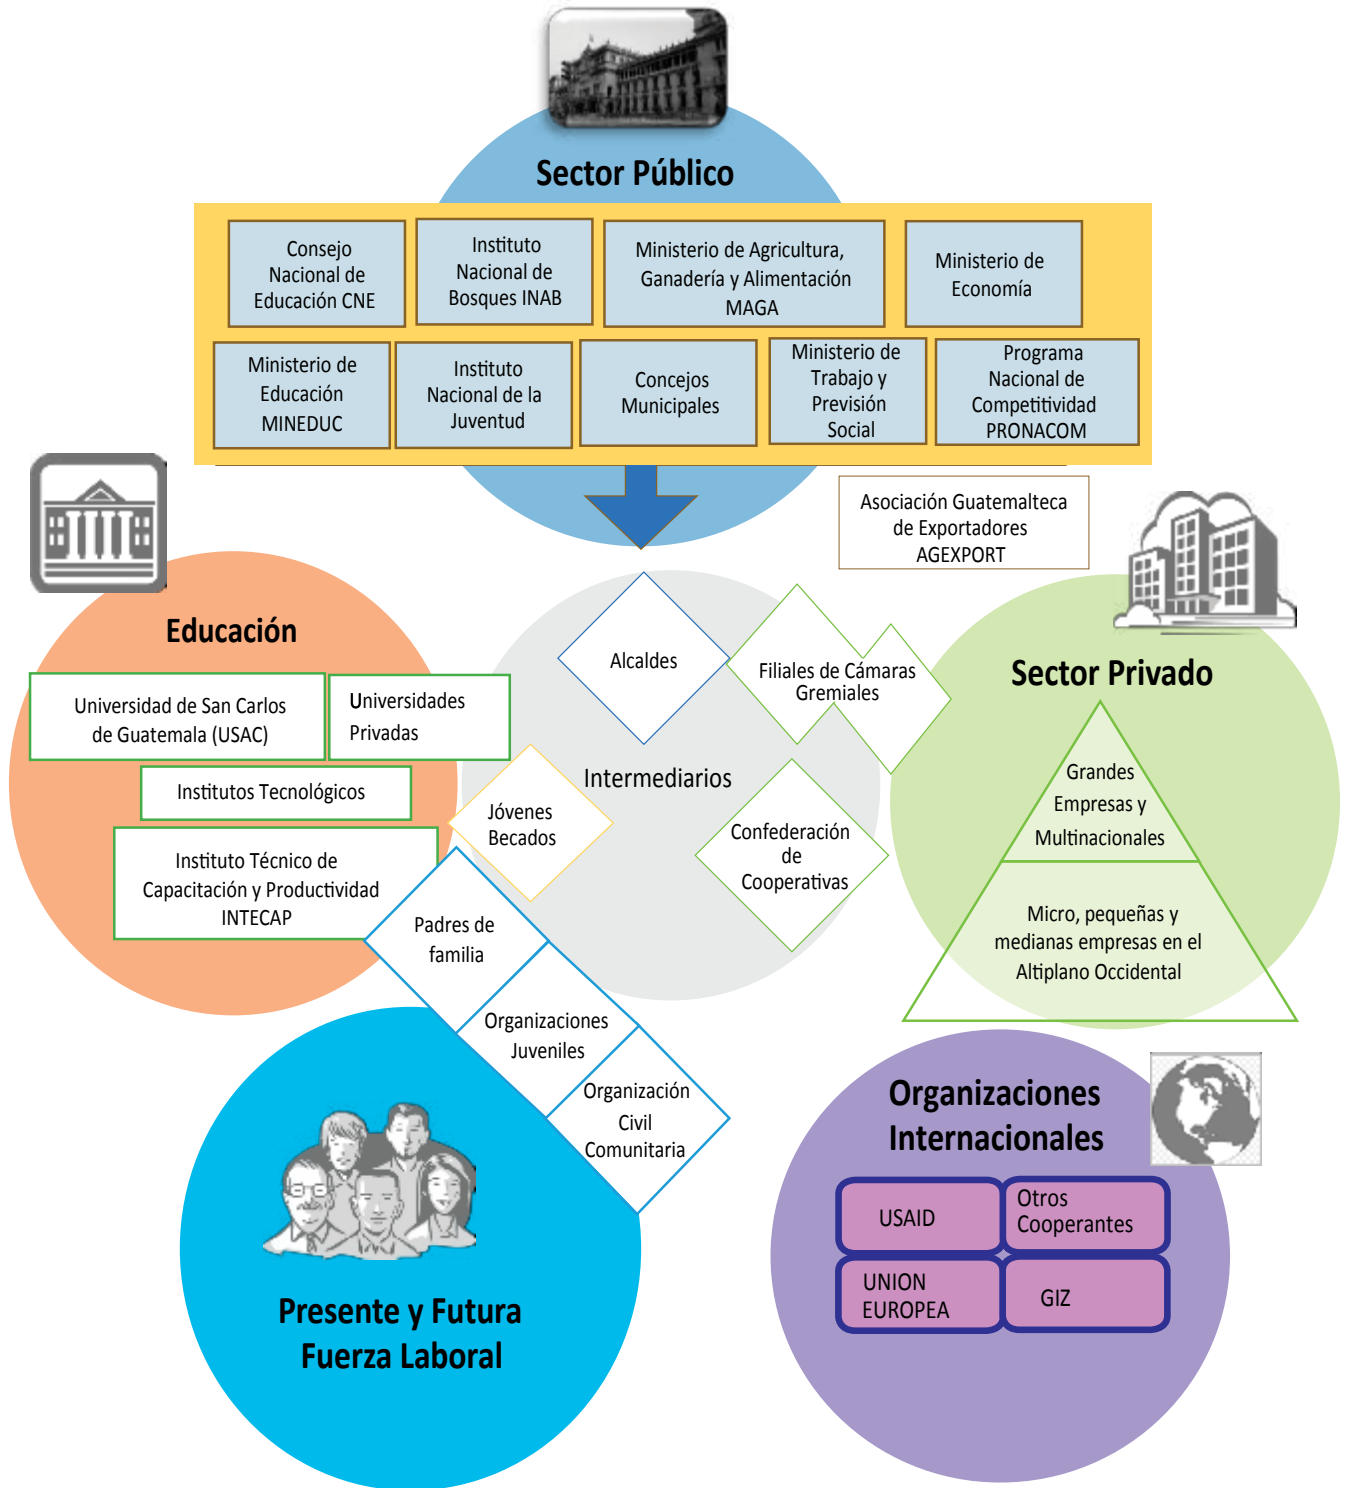 Sector Público
Consejo
Nacional de
Educación CNE
Instituto
Nacional de
Bosques INAB
Ministerio de Agricultura,
Ganadería y Alimentación
MAGA
Ministerio de
Economía
Ministerio de
Educación
MINEDUC
Instituto
Nacional de la
Juventud
Concejos
Municipales
Ministerio de
Trabajo y
Previsión
Social
Programa
Nacional de
Competitividad
PRONACOM
Asociación Guatemalteca
de Exportadores
AGEXPORT
Educación
Universidad de San Carlos
de Guatemala (USAC)
Universidades
Privadas
Institutos Tecnológicos
Instituto Técnico de
Capacitación y Productividad
INTECAP
Alcaldes
Filiales de Cámaras
Gremiales
Intermediarios
Jóvenes
Becados
Confederación
de
Cooperativas
Sector Privado
Grandes
Empresas y
Multinacionales
Micro, pequeñas y
medianas empresas en el
Altiplano Occidental
Padres de
familia
Organizaciones
Juveniles
Organización
Civil
Comunitaria
Presente y Futura
Fuerza Laboral
Organizaciones
Internacionales
USAID
Otros
Cooperantes
UNION
EUROPEA
GIZ